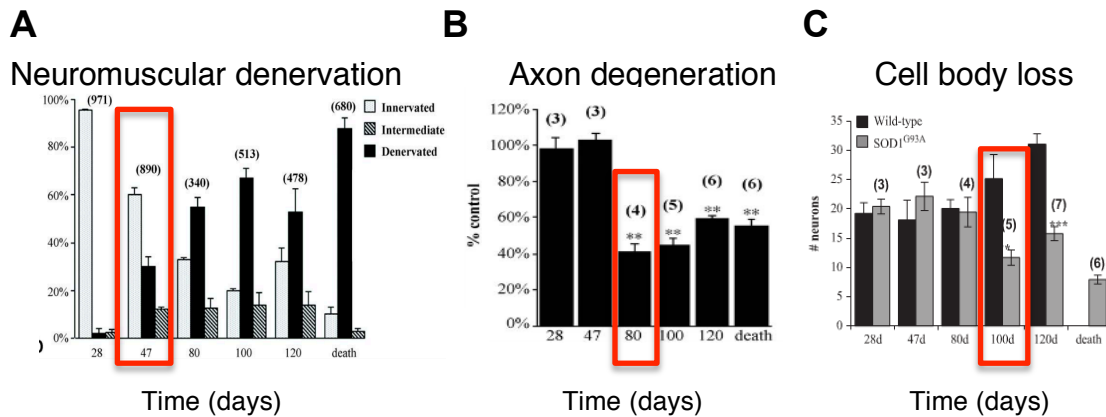 A
Neuromuscular denervation
100%
80%
60%
40%
20%
0%
(971)
(890)
(340)
(513)
(478)
(680)
Innervated
Intermediate
Denervated
28 47 80 100 120 death
Time (days)
B
Axon degeneration
% control
120%
100%
80%
60%
40%
20%
0%
(3) (3) (4) (5) (6) (6)
** ** ** **
28 47 80 100 120 death
Time (days)
C
Cell body loss
# neurons
35
30
25
20
15
10
5
0
Wild-type
SOD1G93A
(3) (3) (4) (5) (7) (6)
* ***
28d 47d 80d 100d 120d death
Time (days)